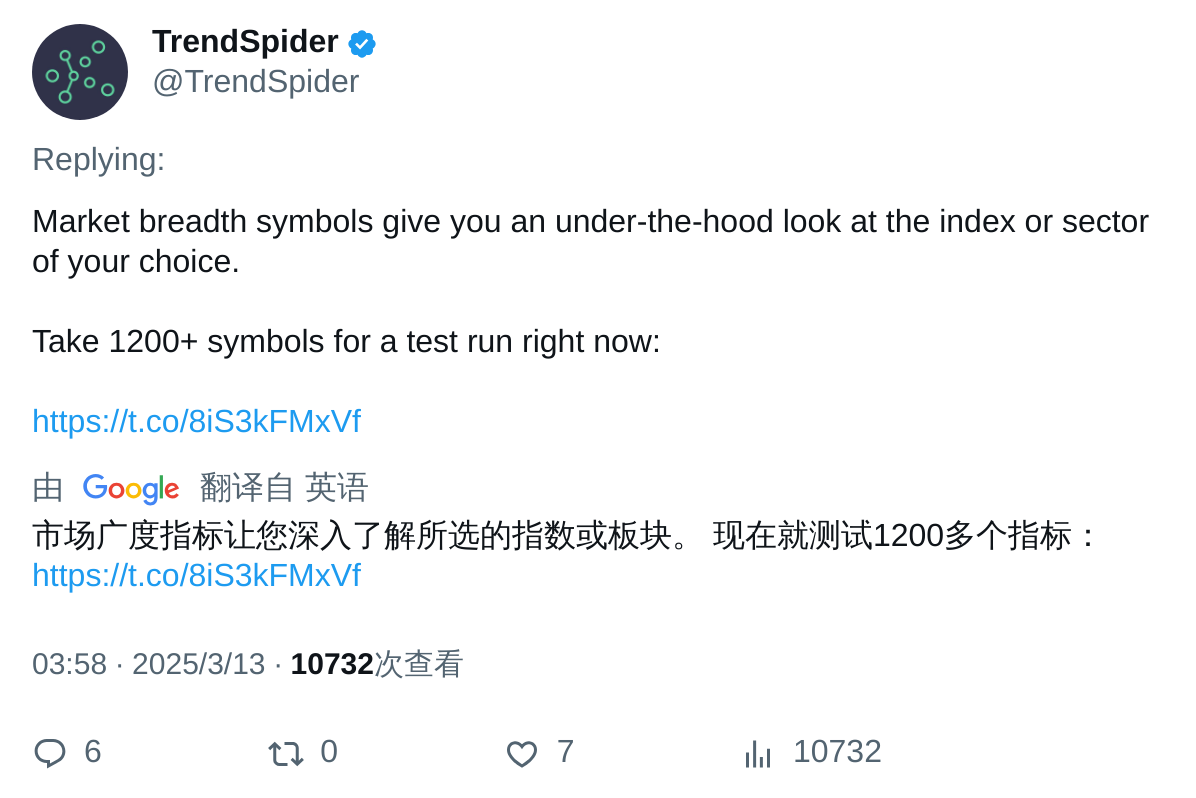 TrendSpider
@TrendSpider
Replying:
Market breadth symbols give you an under-the-hood look at the index or sector
of your choice.
Take 1200+ symbols for a test run right now:
https://t.co/8iS3kFMxVf
由 Google 翻译自 英语
市场广度指标让您深入了解所选的指数或板块。 现在就测试1200多个指标：
https://t.co/8iS3kFMxVf
03:58 · 2025/3/13 · 10732次查看
6 0 7 10732